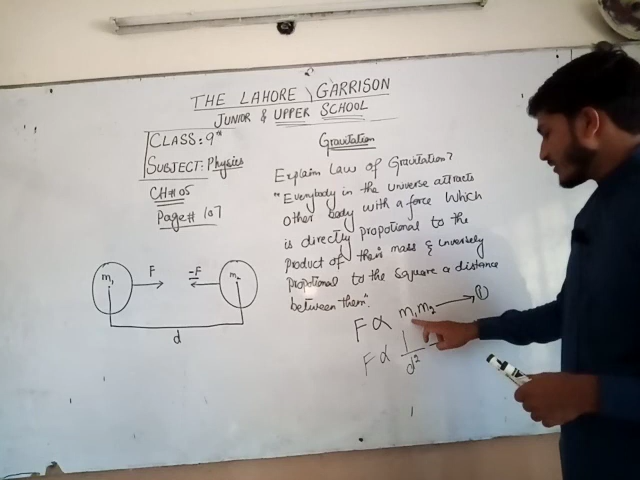 THE LAHORE GARRISON
JUNIOR & UPPER SCHOOL
CLASS: 9th
SUBJECT: Physics
CH# 05
Page# 107
Gravitation
Explain Law of Gravitation?
"Everybody in the universe attracts
other body with a force which
is directly propotional to the
product of their mass & inversely
propotional to the square a distance
between them".
m1 F -F m2
d
F ∝ m1m2 → (1)
F ∝ 1/d²